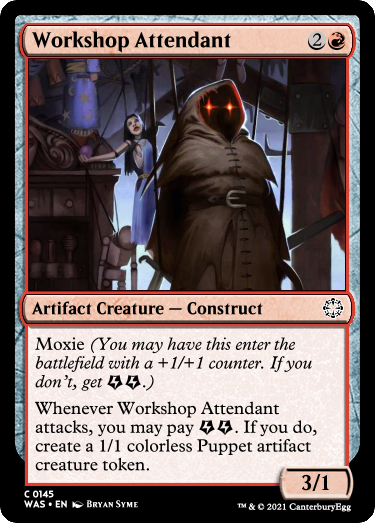 Workshop Attendant 2
Artifact Creature — Construct
Moxie (You may have this enter the
battlefield with a +1/+1 counter. If you
don't, get .)
Whenever Workshop Attendant
attacks, you may pay . If you do,
create a 1/1 colorless Puppet artifact
creature token.
3/1
C 0145
WAS • EN Bryan Syme
™ & © 2021 CanterburyEgg